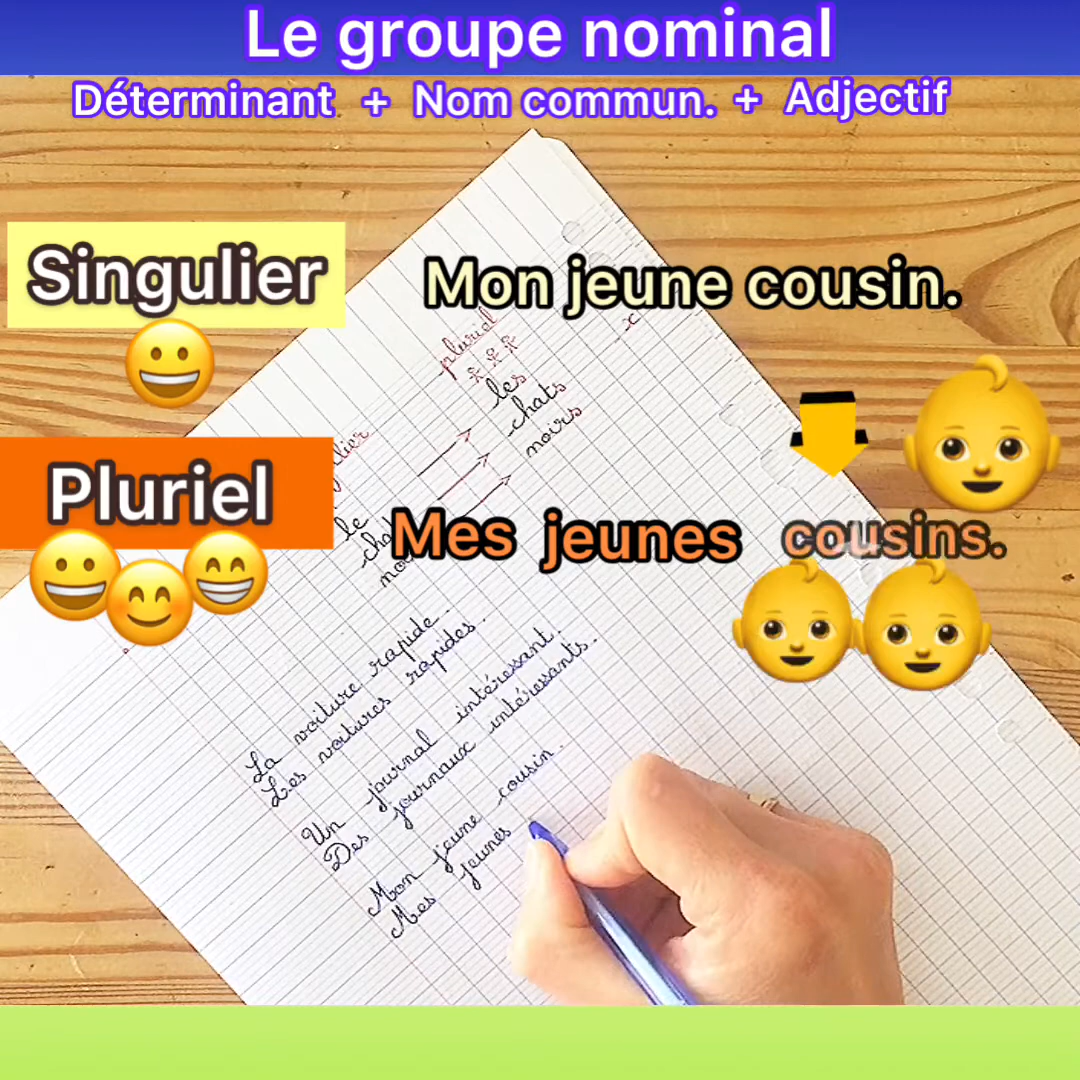 Le groupe nominal
Déterminant + Nom commun. + Adjectif
Singulier
Mon jeune cousin.
Pluriel
Mes jeunes cousins.
pluriel
x
les
chats
noirs
le
La voiture rapide.
Les voitures rapides.
Un journal intéressant.
Des journaux intéressants.
Mon jeune cousin.
Mes jeunes